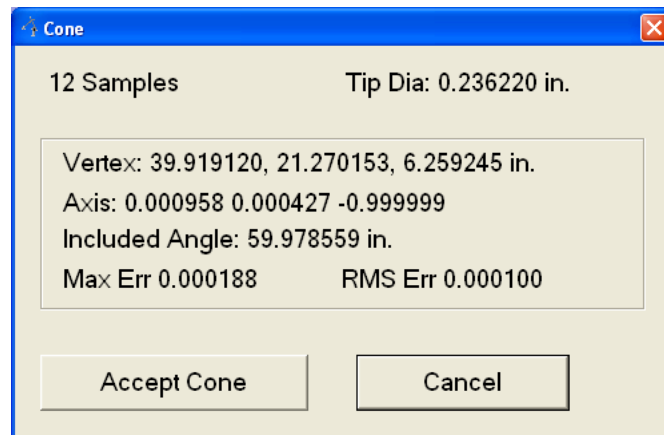 Cone
12 Samples Tip Dia: 0.236220 in.
Vertex: 39.919120, 21.270153, 6.259245 in.
Axis: 0.000958 0.000427 -0.999999
Included Angle: 59.978559 in.
Max Err 0.000188 RMS Err 0.000100
Accept Cone Cancel